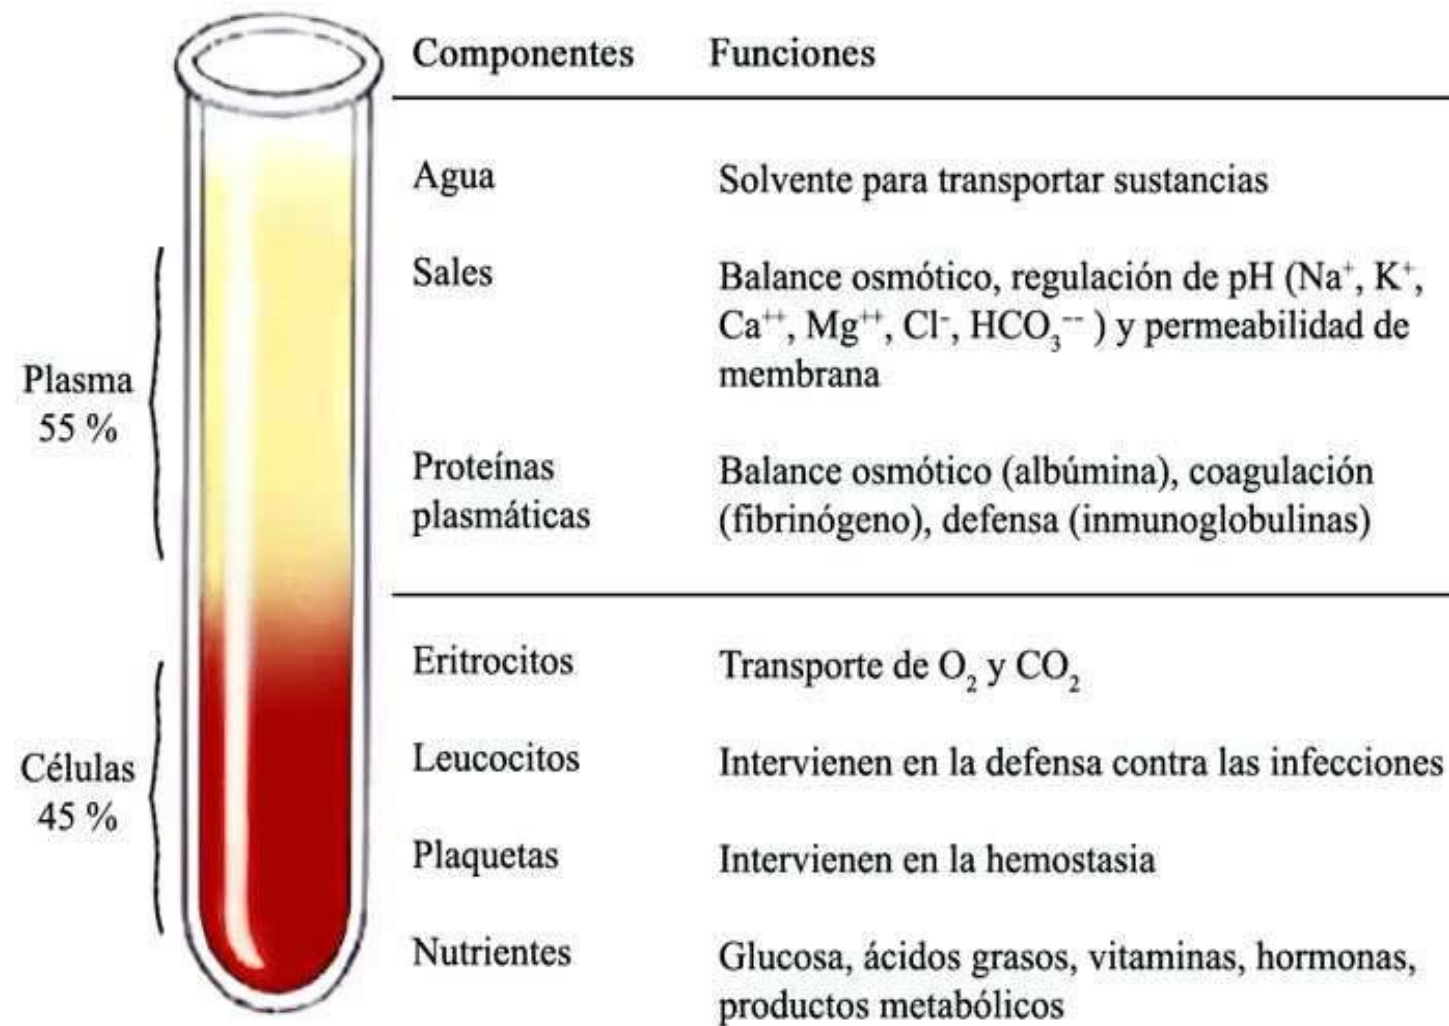 Componentes Funciones
Agua Solvente para transportar sustancias
Sales Balance osmótico, regulación de pH (Na⁺, K⁺,
Ca⁺⁺, Mg⁺⁺, Cl⁻, HCO₃⁻⁻ ) y permeabilidad de
membrana
Plasma
55 %
Proteínas Balance osmótico (albúmina), coagulación
plasmáticas (fibrinógeno), defensa (inmunoglobulinas)
Eritrocitos Transporte de O₂ y CO₂
Leucocitos Intervienen en la defensa contra las infecciones
Células
45 %
Plaquetas Intervienen en la hemostasia
Nutrientes Glucosa, ácidos grasos, vitaminas, hormonas,
productos metabólicos